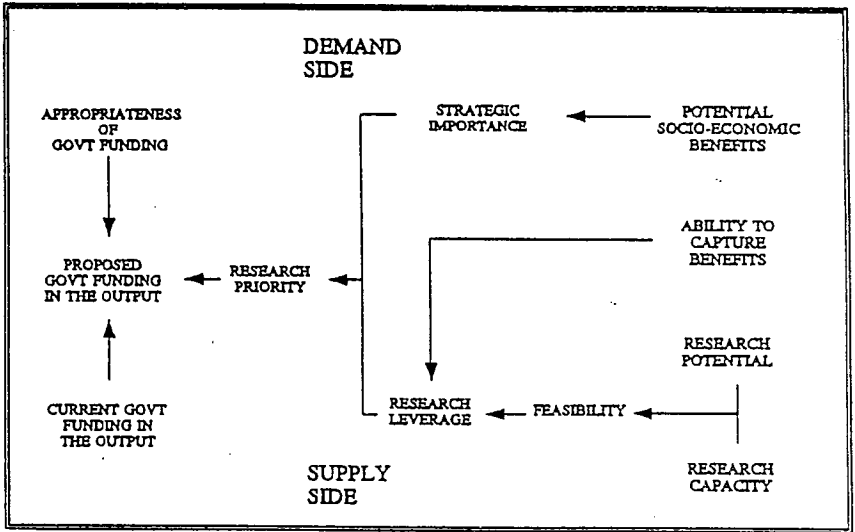 DEMAND
SIDE
APPROPRIATENESS
OF
GOVT FUNDING
STRATEGIC
IMPORTANCE
POTENTIAL
SOCIO-ECONOMIC
BENEFITS
ABILITY TO
CAPTURE
BENEFITS
PROPOSED
GOVT FUNDING
IN THE OUTPUT
RESEARCH
PRIORITY
RESEARCH
POTENTIAL
CURRENT GOVT
FUNDING IN
THE OUTPUT
RESEARCH
LEVERAGE
FEASIBILITY
RESEARCH
CAPACITY
SUPPLY
SIDE